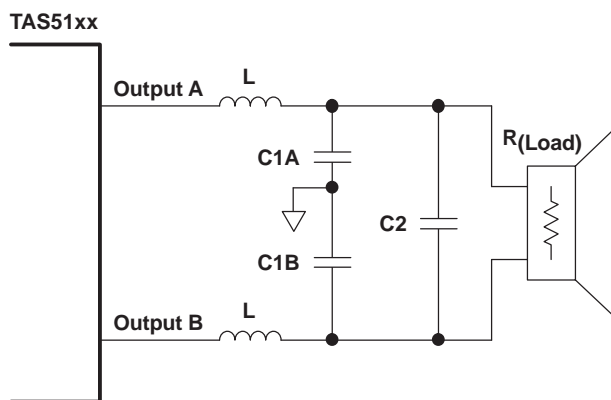 TAS51xx
Output A
L
C1A
R(Load)
C2
C1B
L
Output B